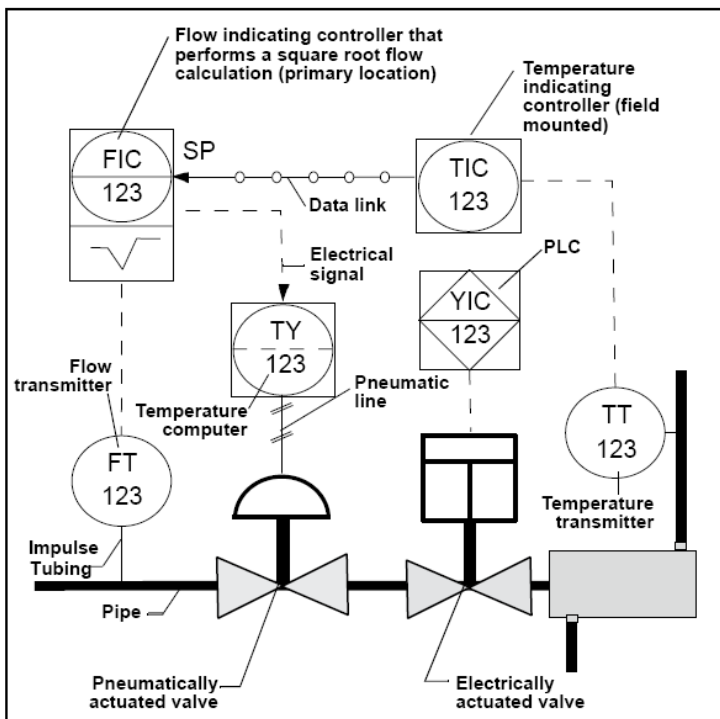 Flow indicating controller that
performs a square root flow
calculation (primary location)
Temperature
indicating
controller (field
mounted)
FIC
123
SP
TIC
123
Data link
Electrical
signal
PLC
YIC
123
TY
123
Flow
transmitter
Temperature
computer
Pneumatic
line
FT
123
TT
123
Temperature
transmitter
Impulse
Tubing
Pipe
Pneumatically
actuated valve
Electrically
actuated valve